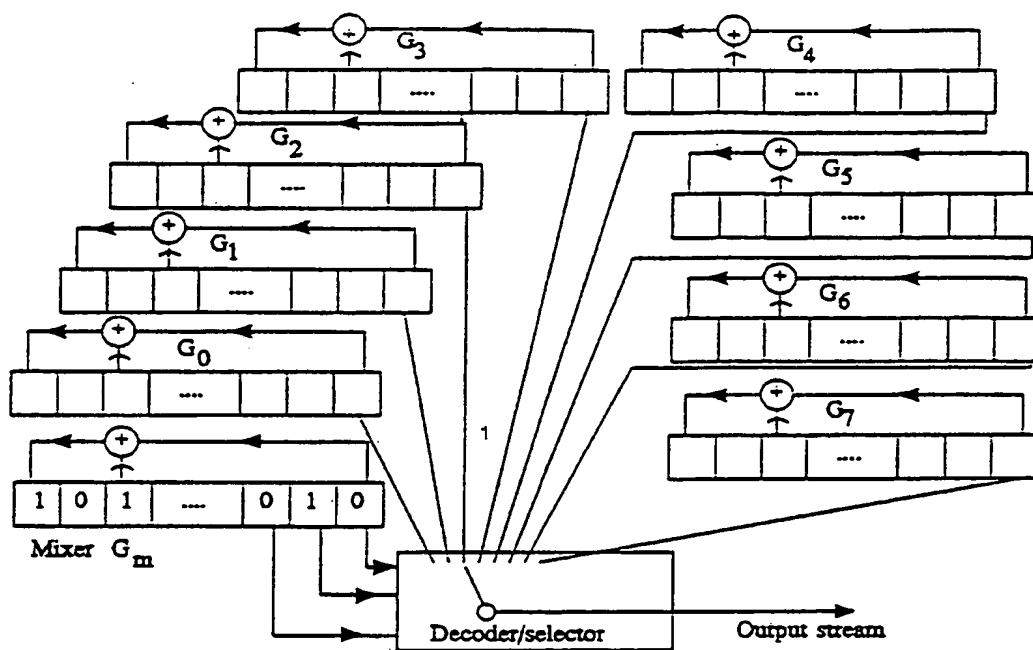 G3
G4
G2
G5
G1
G6
G0
G7
1
1 0 1 .... 0 1 0
Mixer Gm
Decoder/selector
Output stream